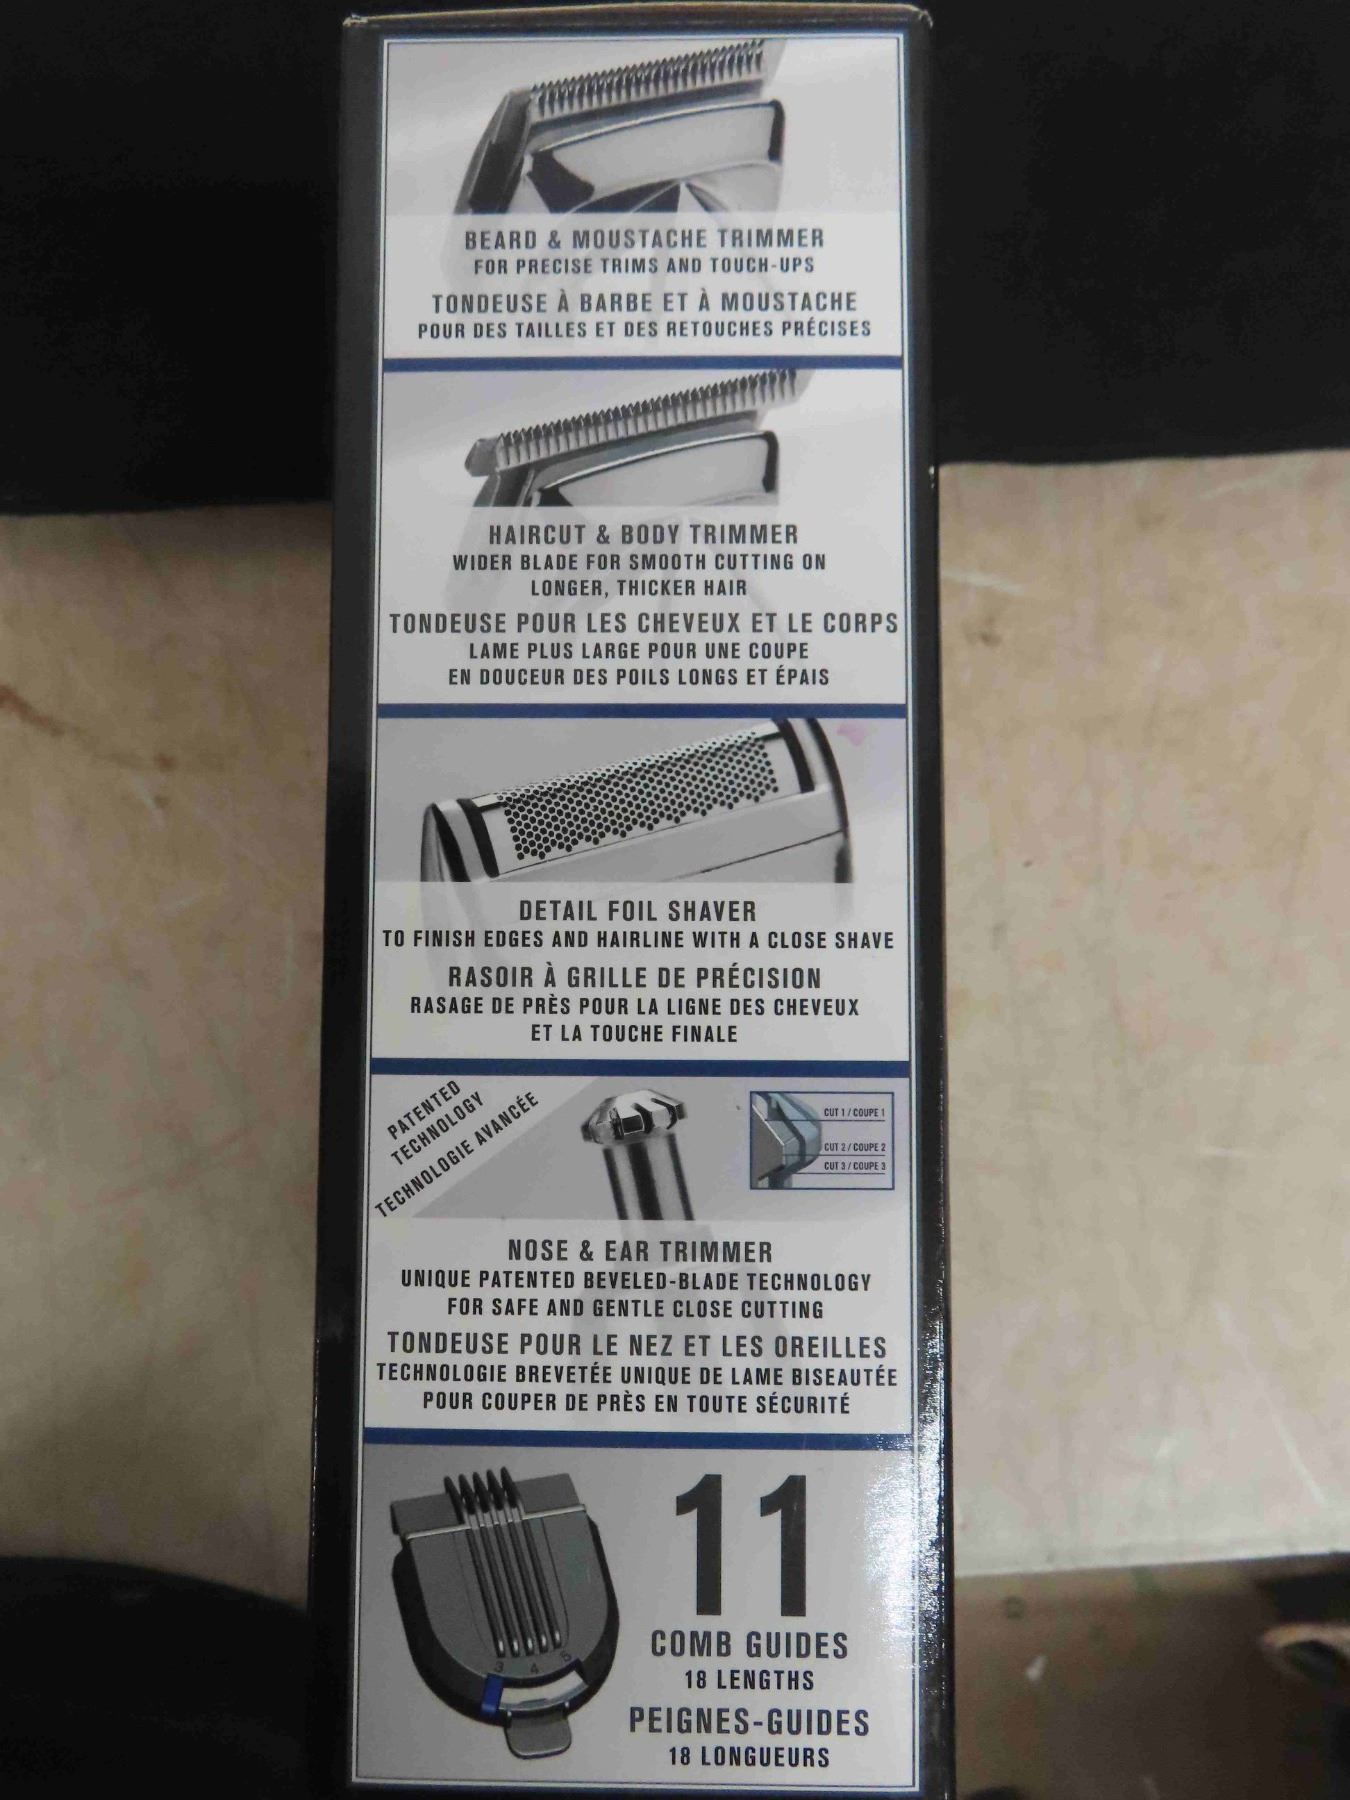 BEARD & MOUSTACHE TRIMMER
FOR PRECISE TRIMS AND TOUCH-UPS
TONDEUSE À BARBE ET À MOUSTACHE
POUR DES TAILLES ET DES RETOUCHES PRÉCISES
HAIRCUT & BODY TRIMMER
WIDER BLADE FOR SMOOTH CUTTING ON
LONGER, THICKER HAIR
TONDEUSE POUR LES CHEVEUX ET LE CORPS
LAME PLUS LARGE POUR UNE COUPE
EN DOUCEUR DES POILS LONGS ET ÉPAIS
DETAIL FOIL SHAVER
TO FINISH EDGES AND HAIRLINE WITH A CLOSE SHAVE
RASOIR À GRILLE DE PRÉCISION
RASAGE DE PRÈS POUR LA LIGNE DES CHEVEUX
ET LA TOUCHE FINALE
PATENTED
TECHNOLOGY
TECHNOLOGIE AVANCÉE
CUT 1 / COUPE 1
CUT 2 / COUPE 2
CUT 3 / COUPE 3
NOSE & EAR TRIMMER
UNIQUE PATENTED BEVELED-BLADE TECHNOLOGY
FOR SAFE AND GENTLE CLOSE CUTTING
TONDEUSE POUR LE NEZ ET LES OREILLES
TECHNOLOGIE BREVETÉE UNIQUE DE LAME BISEAUTÉE
POUR COUPER DE PRÈS EN TOUTE SÉCURITÉ
3 4 5
11
COMB GUIDES
18 LENGTHS
PEIGNES-GUIDES
18 LONGUEURS